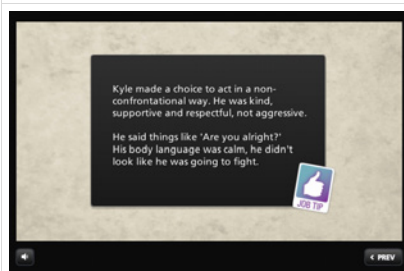 Kyle made a choice to act in a non-
confrontational way. He was kind,
supportive and respectful, not aggressive.
He said things like 'Are you alright?'
His body language was calm, he didn't
look like he was going to fight.
JOB TIP
< PREV